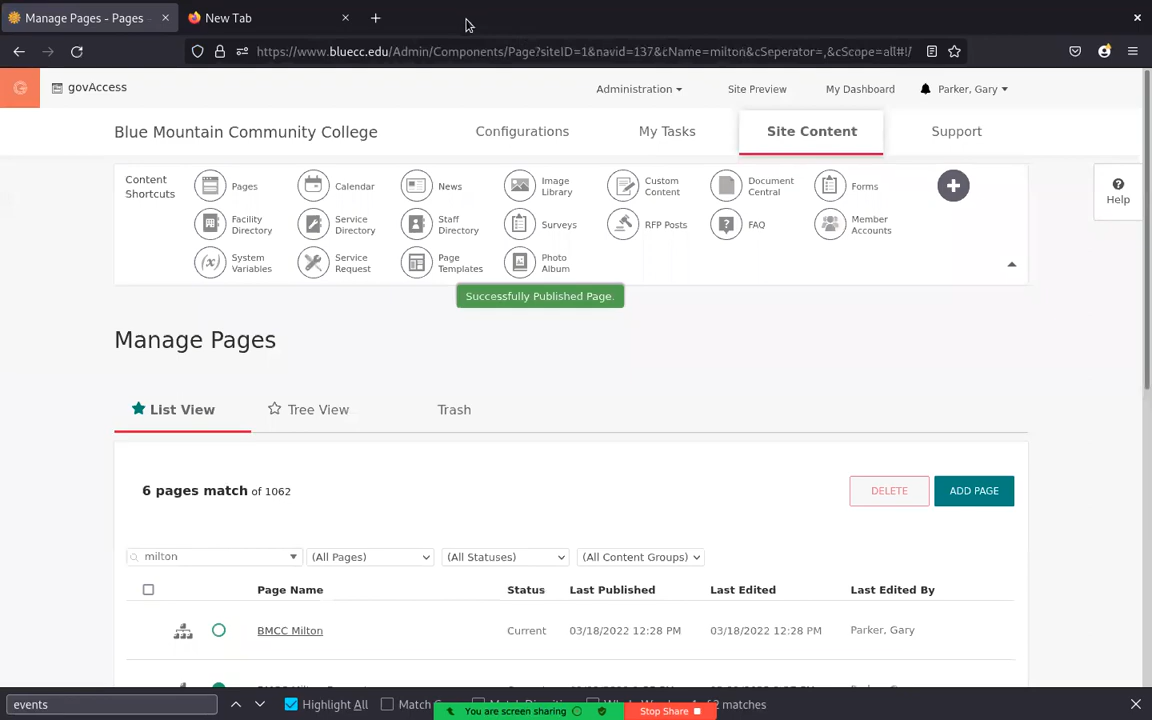 Manage Pages - Pages
New Tab
https://www.bluecc.edu/Admin/Components/Page?siteID=1&navid=137&cName=milton&cSeperator=,&cScope=all#!/
govAccess
Administration
Site Preview
My Dashboard
Parker, Gary
Blue Mountain Community College
Configurations
My Tasks
Site Content
Support
Content
Shortcuts
Pages
Calendar
News
Image
Library
Custom
Content
Document
Central
Forms
Help
Facility
Directory
Service
Directory
Staff
Directory
Surveys
RFP Posts
FAQ
Member
Accounts
System
Variables
Service
Request
Page
Templates
Photo
Album
Successfully Published Page.
Manage Pages
List View
Tree View
Trash
6 pages match of 1062
DELETE
ADD PAGE
milton
(All Pages)
(All Statuses)
(All Content Groups)
Page Name
Status
Last Published
Last Edited
Last Edited By
BMCC Milton
Current
03/18/2022 12:28 PM
03/18/2022 12:28 PM
Parker, Gary
events
Highlight All
Match
matches
You are screen sharing
Stop Share